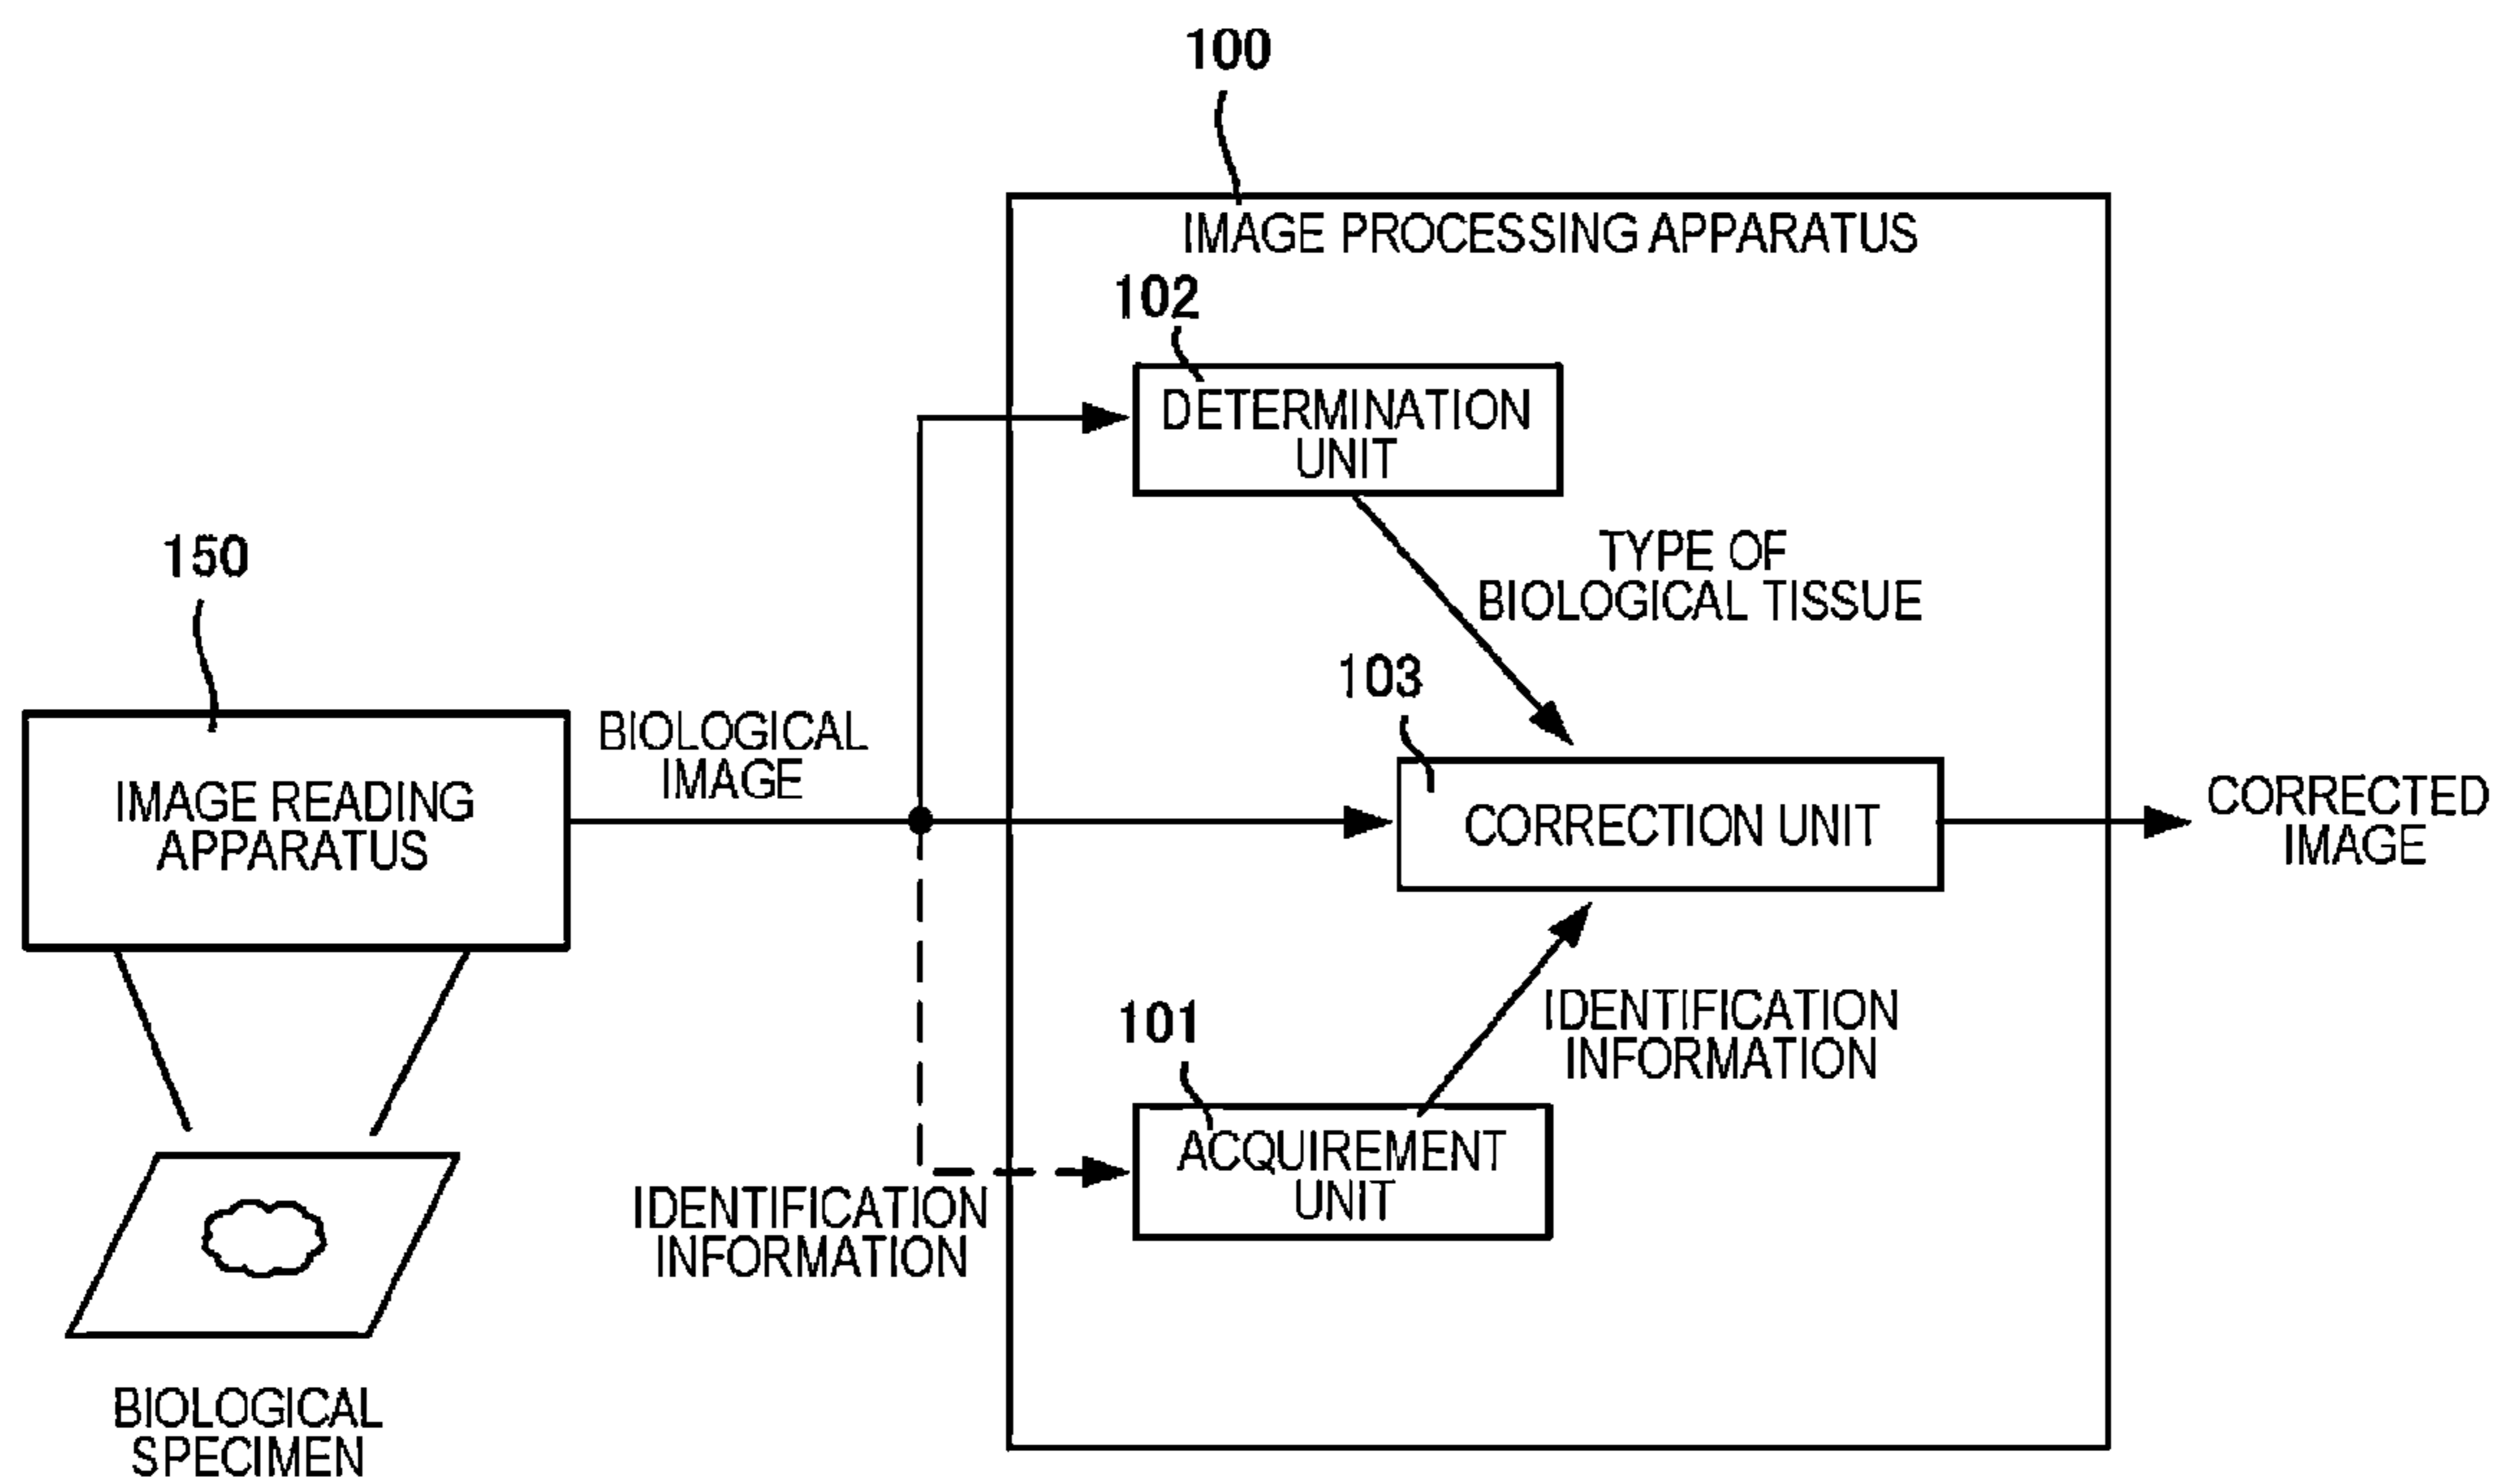 100
IMAGE PROCESSING APPARATUS
102
DETERMINATION
UNIT
150
TYPE OF
BIOLOGICAL TISSUE
103
BIOLOGICAL
IMAGE
IMAGE READING
APPARATUS
CORRECTION UNIT
CORRECTED
IMAGE
101
IDENTIFICATION
INFORMATION
ACQUIREMENT
UNIT
IDENTIFICATION
INFORMATION
BIOLOGICAL
SPECIMEN